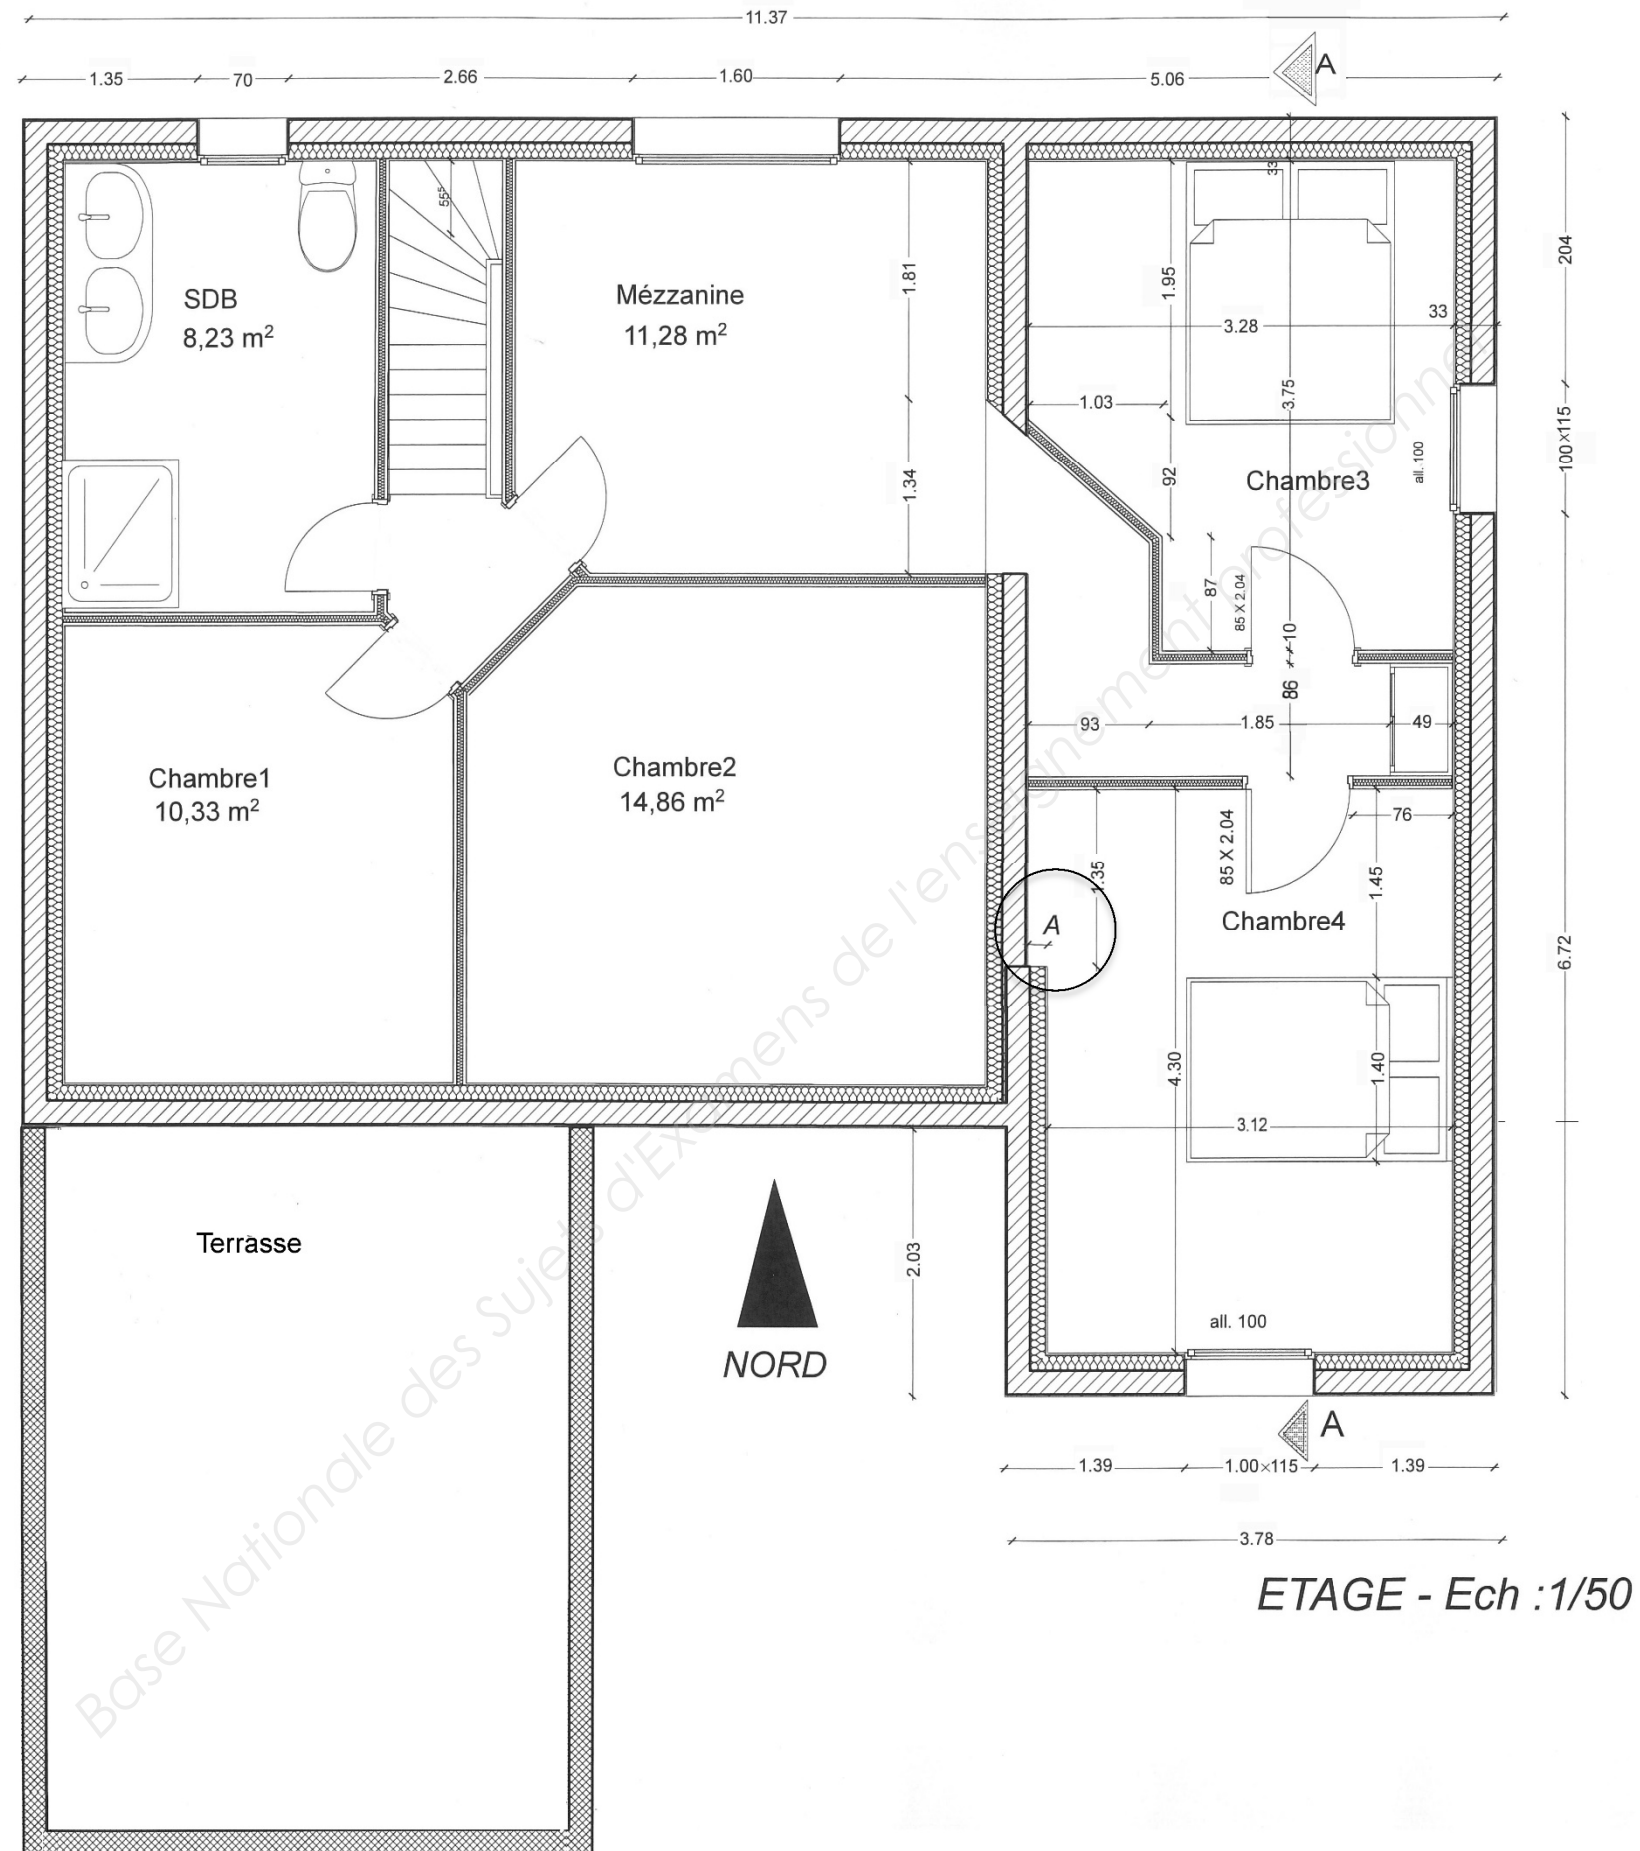 11.37
1.35
70
2.66
1.60
5.06
A
204
100×115
6.72
SDB
8,23 m²
55⁵
Mézzanine
11,28 m²
1.81
1.34
33
1.95
3.28
33
3.75
1.03
92
Chambre3
all. 100
87
85 X 2.04
10
86
93
1.85
49
Chambre1
10,33 m²
Chambre2
14,86 m²
76
85 X 2.04
1.35
1.45
A
Chambre4
4.30
1.40
3.12
Terrasse
NORD
2.03
all. 100
A
1.39
1.00×115
1.39
3.78
ETAGE - Ech :1/50
Base Nationale des Sujets d'Examens de l'enseignement professionnel